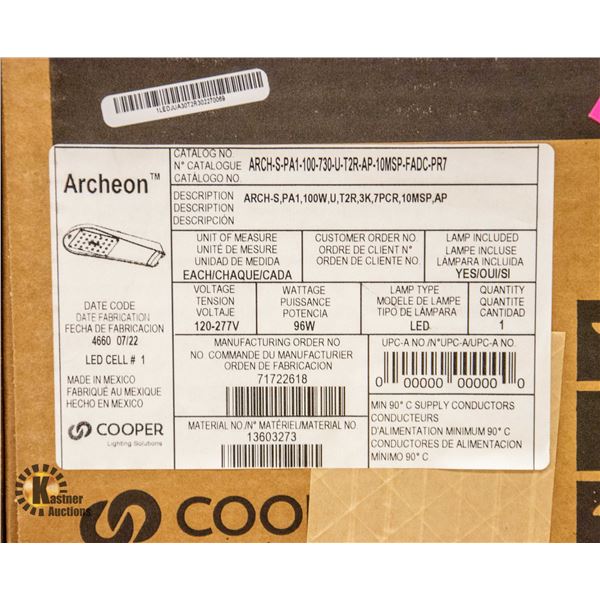 1LEDJUA30T2R302270069
Archeon™
CATALOG NO.
N° CATALOGUE
CATALOGO NO.
ARCH-S-PA1-100-730-U-T2R-AP-10MSP-FADC-PR7
DESCRIPTION
DESCRIPTION
DESCRIPCIÓN
ARCH-S,PA1,100W,U,T2R,3K,7PCR,10MSP,AP
UNIT OF MEASURE
UNITÉ DE MESURE
UNIDAD DE MEDIDA
EACH/CHAQUE/CADA
CUSTOMER ORDER NO.
ORDRE DE CLIENT N°
ORDEN DE CLIENTE NO.
LAMP INCLUDED
LAMPE INCLUSE
LAMPARA INCLUIDA
YES/OUI/SI
VOLTAGE
TENSION
VOLTAJE
120-277V
WATTAGE
PUISSANCE
POTENCIA
96W
LAMP TYPE
MODELE DE LAMPE
TIPO DE LÁMPARA
LED
QUANTITY
QUANTITE
CANTIDAD
1
DATE CODE
DATE FABRICATION
FECHA DE FABRICACION
4660 07/22
LED CELL # 1
MADE IN MEXICO
FABRIQUÉ AU MEXIQUE
HECHO EN MEXICO
COOPER
Lighting Solutions
MANUFACTURING ORDER NO
NO. COMMANDE DU MANUFACTURIER
ORDEN DE FABRICACION
71722618
UPC-A NO./N°UPC-A/UPC-A NO.
0 00000 00000 0
MATERIAL NO./N° MATÉRIEL/MATERIAL NO.
13603273
MIN 90° C SUPPLY CONDUCTORS
CONDUCTEURS
D'ALIMENTATION MINIMUM 90° C
CONDUCTORES DE ALIMENTACION
MÍNIMO 90° C
COO
Kastner
Auctions